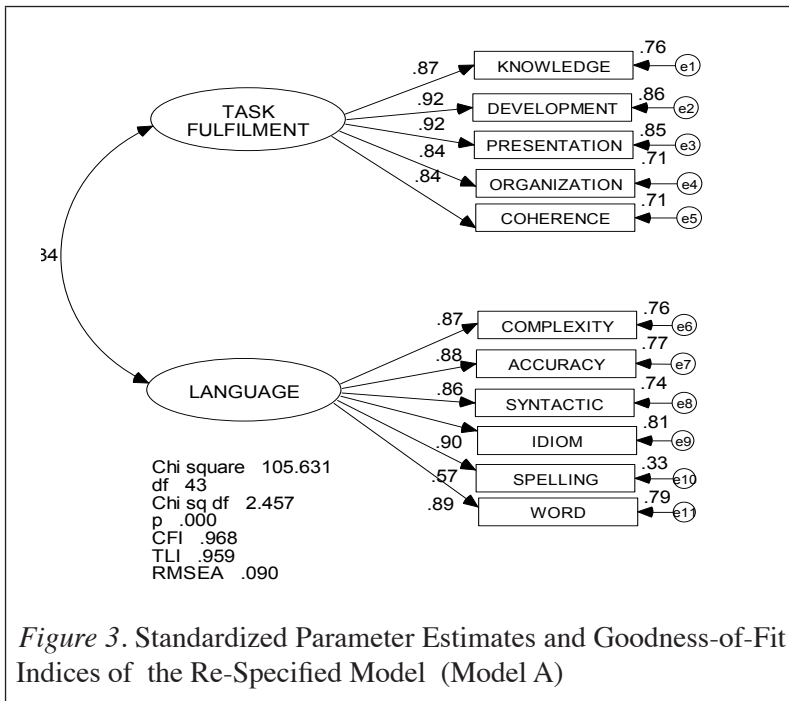 .76
.87
KNOWLEDGE
e1
TASK
FULFILMENT
.92
.86
DEVELOPMENT
e2
.92
.85
PRESENTATION
e3
.84
.71
ORGANIZATION
e4
.84
.71
COHERENCE
e5
.87
.76
COMPLEXITY
e6
.88
.77
ACCURACY
e7
LANGUAGE
.86
.74
SYNTACTIC
e8
.81
IDIOM
e9
.90
.33
SPELLING
e10
.57
.79
.89
WORD
e11
Chi square 105.631
df 43
Chi sq df 2.457
p .000
CFI .968
TLI .959
RMSEA .090
Figure 3. Standardized Parameter Estimates and Goodness-of-Fit
Indices of the Re-Specified Model (Model A)